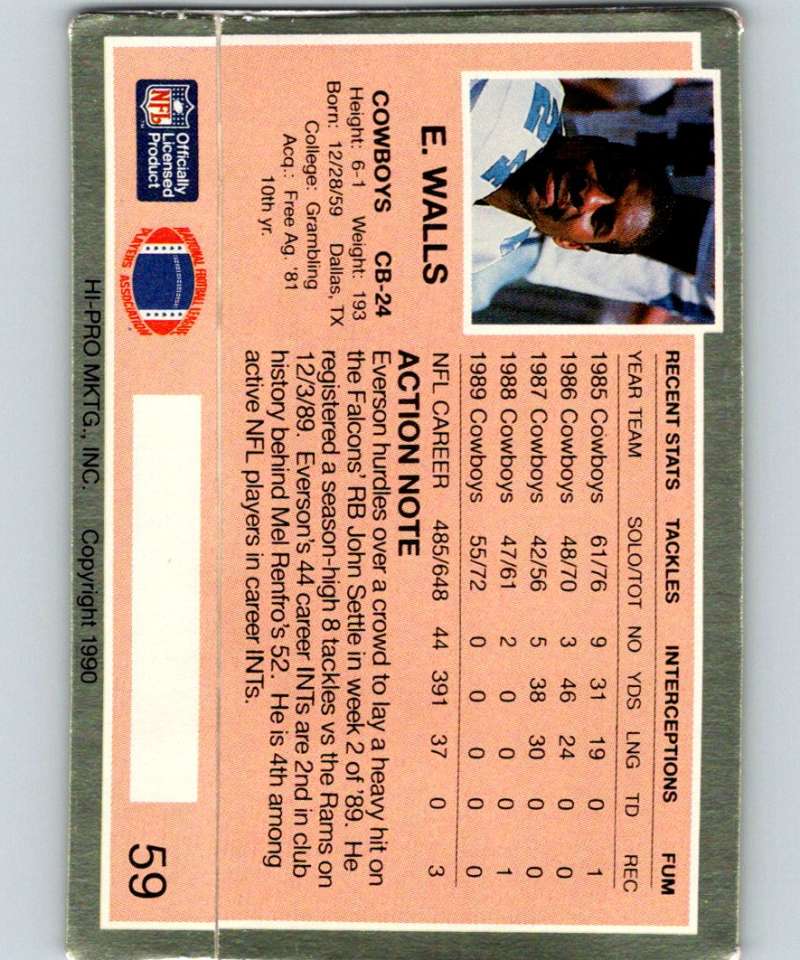 E. WALLS
COWBOYS CB-24
Height: 6-1 Weight: 193
Born: 12/28/59 Dallas, TX
College: Grambling
Acq.: Free Ag. '81
10th yr.
RECENT STATS TACKLES INTERCEPTIONS FUM
YEAR TEAM SOLO/TOT NO YDS LNG TD REC
1985 Cowboys 61/76 9 31 19 0 1
1986 Cowboys 48/70 3 46 24 0 0
1987 Cowboys 42/56 5 38 30 0 0
1988 Cowboys 47/61 2 0 0 0 1
1989 Cowboys 55/72 0 0 0 0 0
NFL CAREER 485/648 44 391 37 0 3
ACTION NOTE
Everson hurdles over a crowd to lay a heavy hit on
the Falcons' RB John Settle in week 2 of '89. He
registered a season-high 8 tackles vs the Rams on
12/3/89. Everson's 44 career INTs are 2nd in club
history behind Mel Renfro's 52. He is 4th among
active NFL players in career INTs.
NFL
Officially
Licensed
Product
NATIONAL FOOTBALL LEAGUE
PLAYERS ASSOCIATION
59
HI-PRO MKTG., INC. Copyright 1990